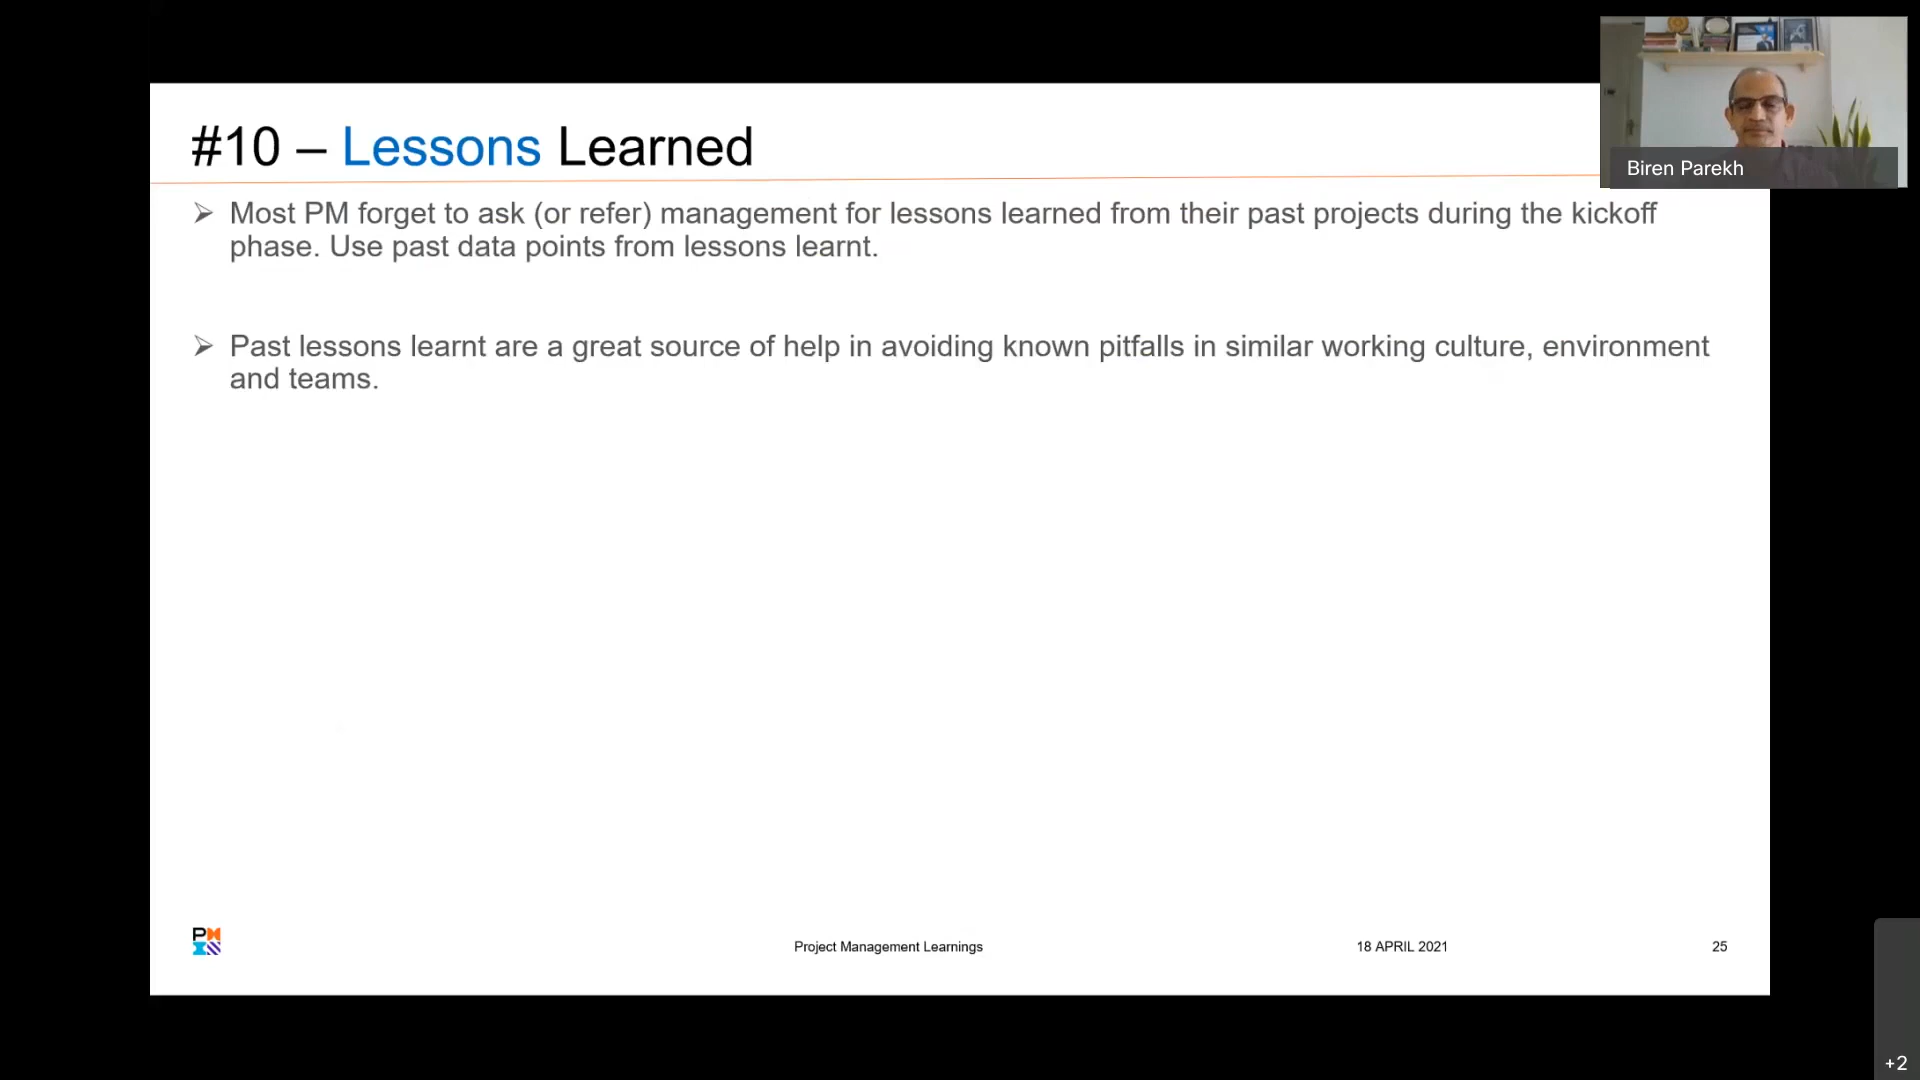 #10 – Lessons Learned
Biren Parekh
➢ Most PM forget to ask (or refer) management for lessons learned from their past projects during the kickoff
phase. Use past data points from lessons learnt.
➢ Past lessons learnt are a great source of help in avoiding known pitfalls in similar working culture, environment
and teams.
Project Management Learnings
18 APRIL 2021
25
+2